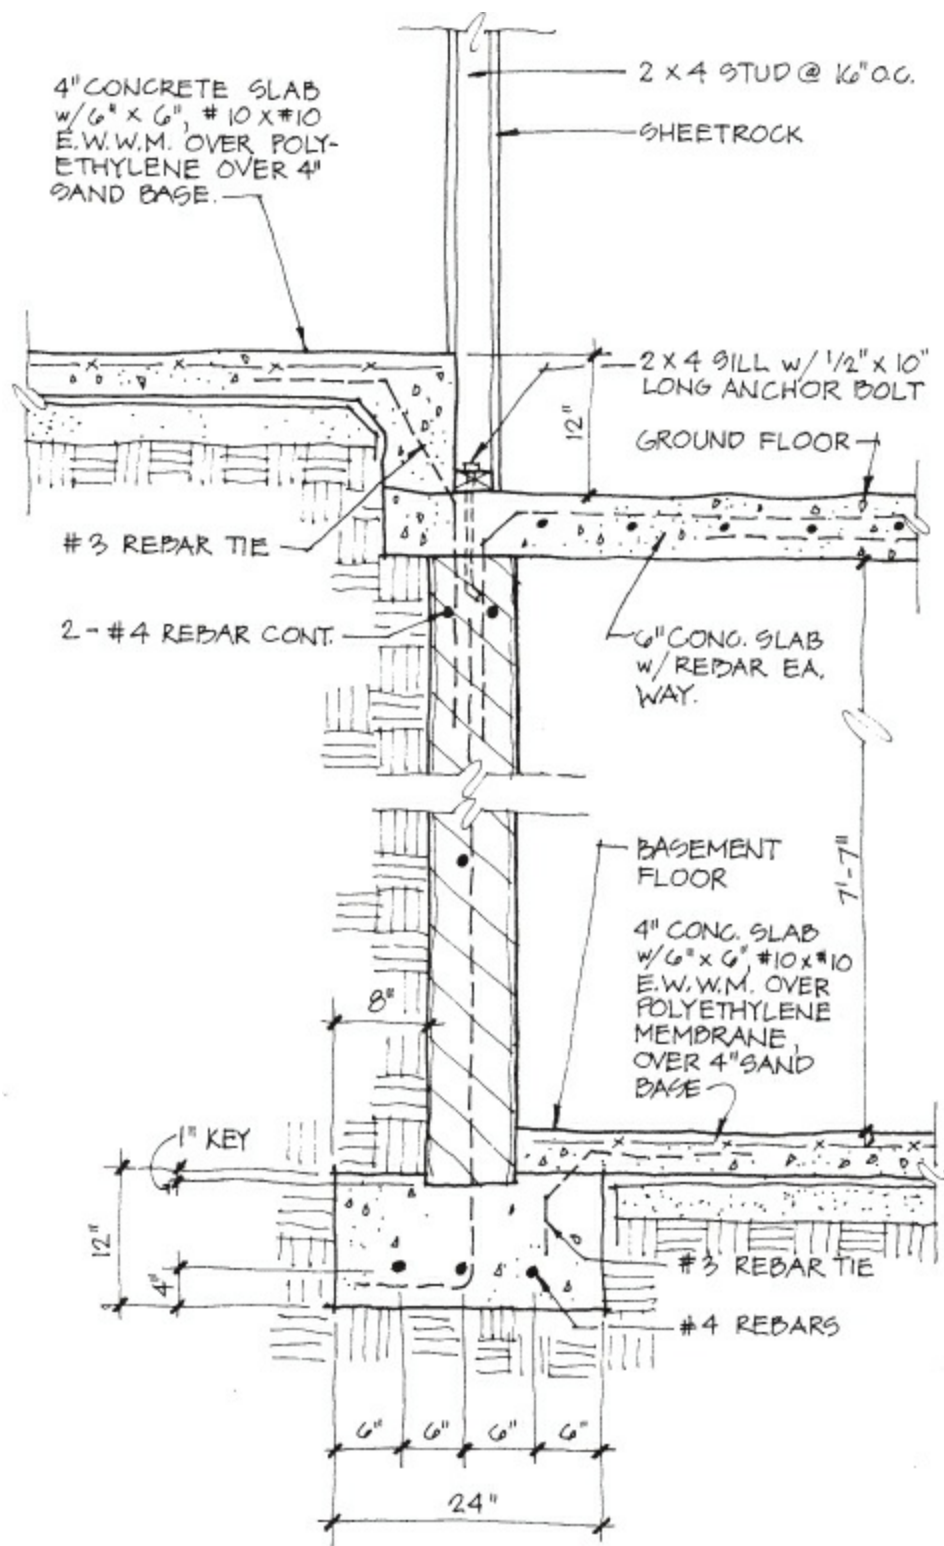 4" CONCRETE SLAB
w/6" X 6", #10 X #10
E.W.W.M. OVER POLY-
ETHYLENE OVER 4"
SAND BASE.
2 X 4 STUD @ 16" O.C.
SHEETROCK
2 X 4 SILL w/ 1/2" X 10"
LONG ANCHOR BOLT
12"
GROUND FLOOR
#3 REBAR TIE
2 - #4 REBAR CONT.
6" CONC. SLAB
w/ REBAR EA.
WAY.
7'-7"
BASEMENT
FLOOR
4" CONC. SLAB
w/6" X 6", #10 X #10
E.W.W.M. OVER
POLYETHYLENE
MEMBRANE,
OVER 4" SAND
BASE
8"
1" KEY
12"
4"
#3 REBAR TIE
#4 REBARS
6" 6" 6" 6"
24"